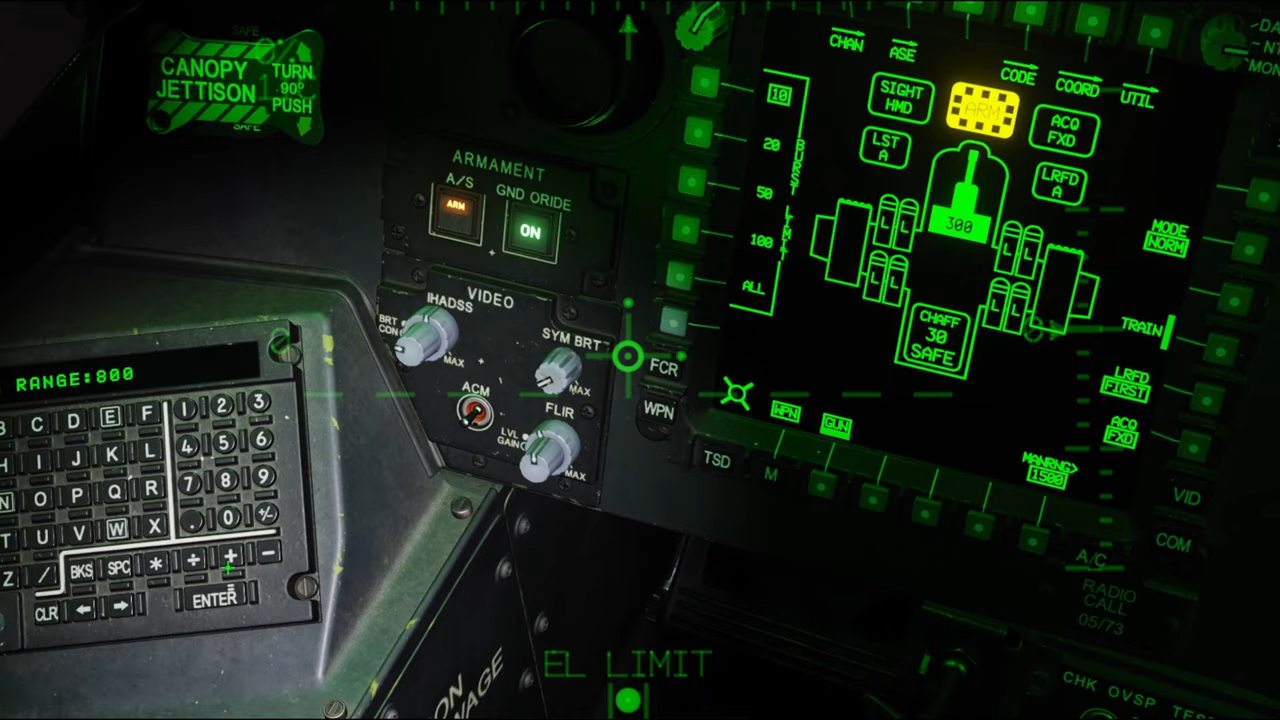 SAFE
CANOPY
JETTISON
TURN
90°
PUSH
SAFE
ARMAMENT
A/S
GND ORIDE
ARM
ON
VIDEO
IHADSS
BRT
CON
MAX
SYM BRT
MAX
ACM
FLIR
LVL
GAIN
MAX
RANGE:800
C D E F 1 2 3
I J K L 4 5 6
N O P Q R 7 8 9
T U V W X . 0 +/-
Z / BKS SPC * ÷ + -
CLR ← → = ENTER
CHAN
ASE
CODE
COORD
UTIL
SIGHT
HMD
ARM
ACQ
FXD
LST
A
LRFD
A
10
20
50
100
ALL
BURST LIMIT
300
L L L L
L L L L
CHAFF
30
SAFE
MODE
NORM
TRAIN
LRFD
FIRST
ACQ
FXD
MANRNG>
1500
WPN
GUN
FCR
WPN
TSD
M
VID
COM
A/C
RADIO
CALL
05/73
EL LIMIT
CHK OVSP TEST